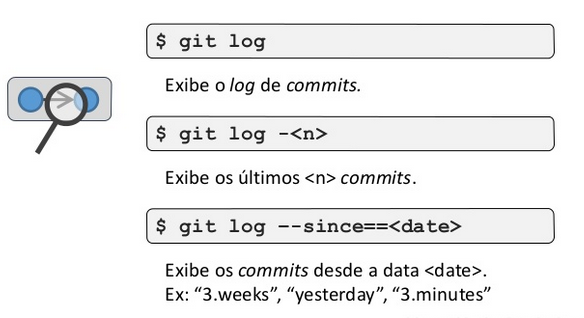 $ git log
Exibe o log de commits.
$ git log -<n>
Exibe os últimos <n> commits.
$ git log --since==<date>
Exibe os commits desde a data <date>.
Ex: “3.weeks”, “yesterday”, “3.minutes”